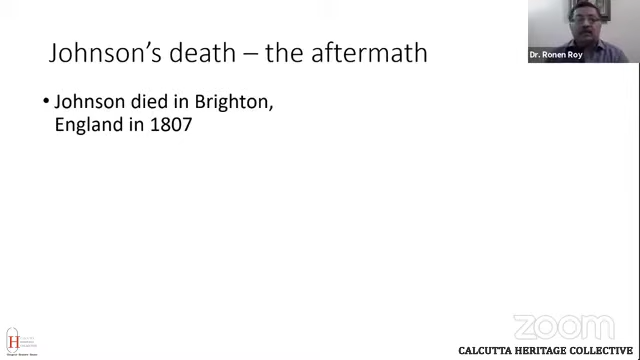 Johnson's death – the aftermath
Dr. Ronen Roy
• Johnson died in Brighton,
England in 1807
zoom
CALCUTTA HERITAGE COLLECTIVE